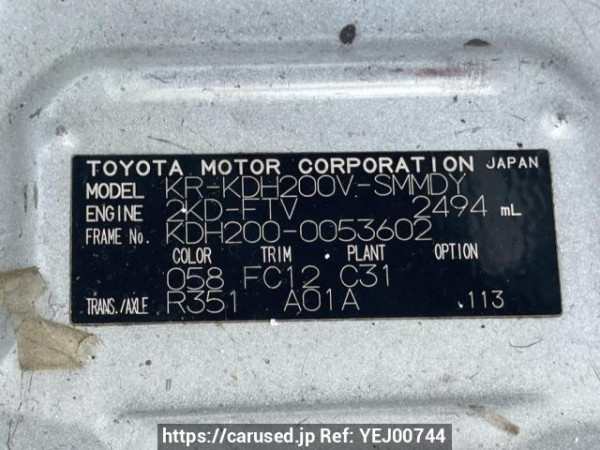 TOYOTA MOTOR CORPORATION JAPAN
MODEL KR-KDH200V-SMMDY
ENGINE 2KD-FTV 2494 mL
FRAME No. KDH200-0053602
COLOR TRIM PLANT OPTION
058 FC12 C31
TRANS./AXLE R351 A01A .113
https://carused.jp Ref: YEJ00744